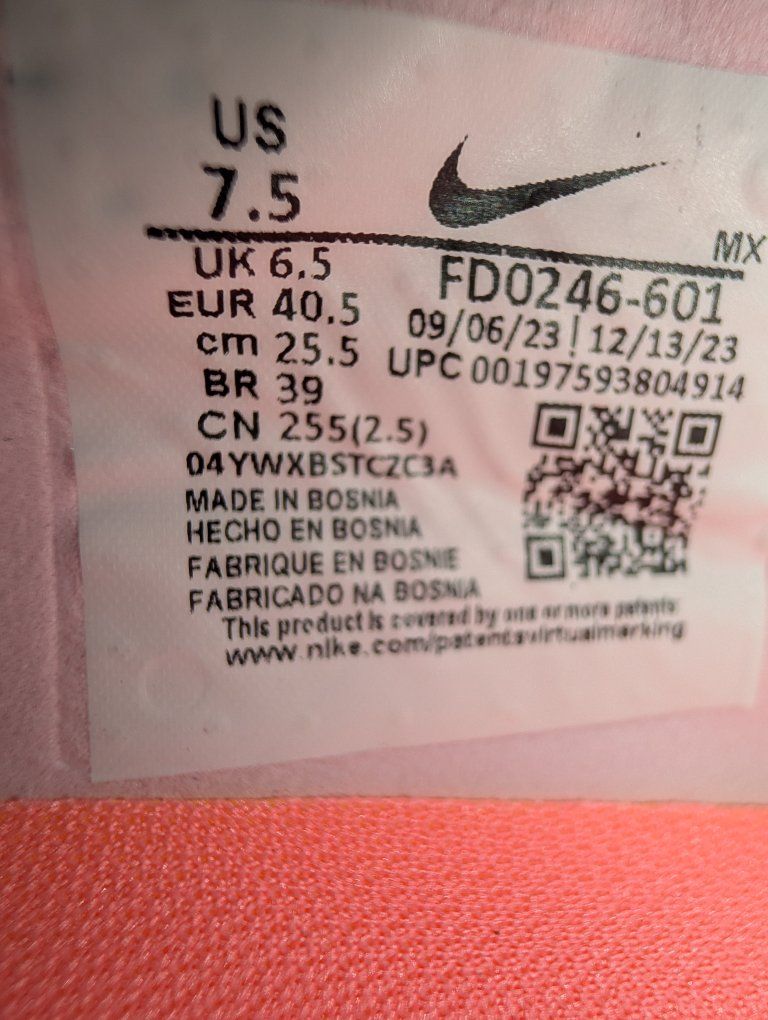 US
7.5
MX
UK 6.5
EUR 40.5
cm 25.5
BR 39
CN 255(2.5)
FD0246-601
09/06/23 | 12/13/23
UPC 00197593804914
04YWXBSTCZC3A
MADE IN BOSNIA
HECHO EN BOSNIA
FABRIQUE EN BOSNIE
FABRICADO NA BOSNIA
This product is covered by one or more patents:
www.nike.com/patentsvirtualmarking